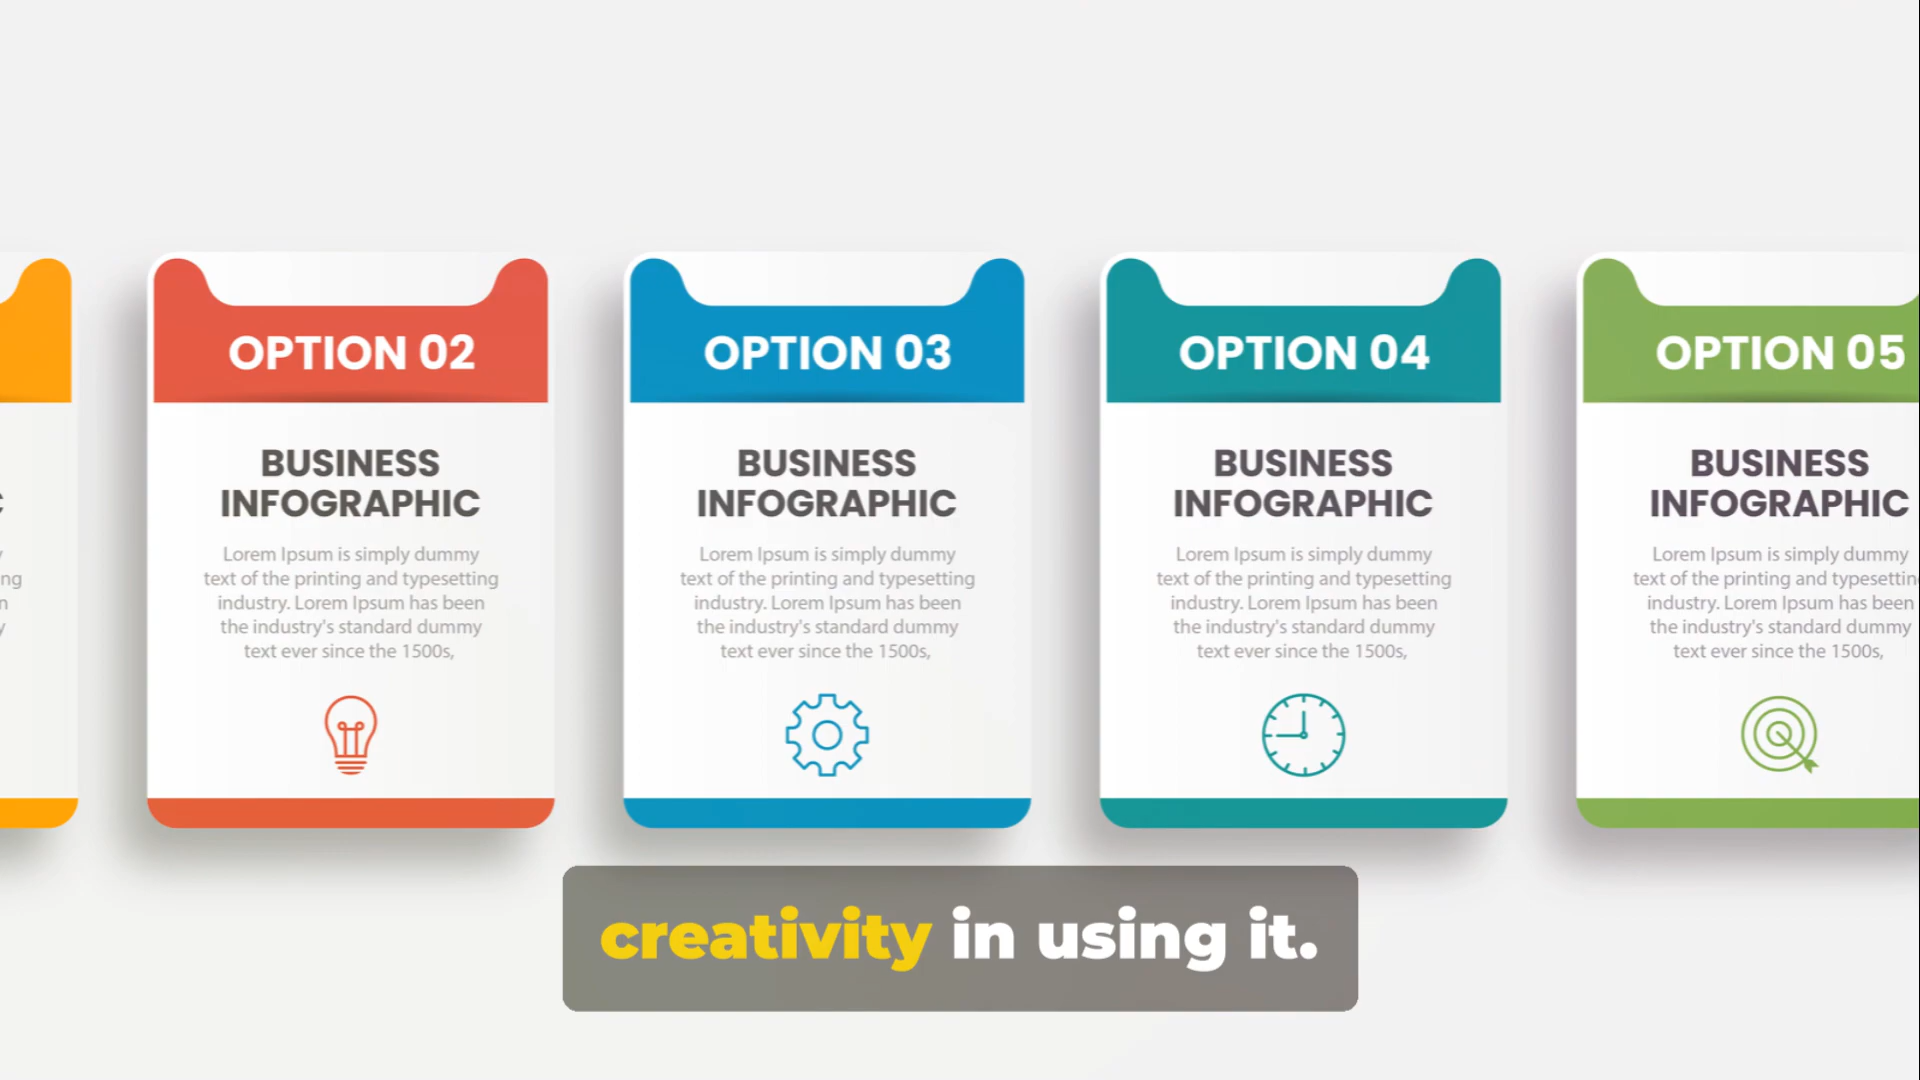 OPTION 02
BUSINESS
INFOGRAPHIC
Lorem Ipsum is simply dummy
text of the printing and typesetting
industry. Lorem Ipsum has been
the industry's standard dummy
text ever since the 1500s,
OPTION 03
BUSINESS
INFOGRAPHIC
Lorem Ipsum is simply dummy
text of the printing and typesetting
industry. Lorem Ipsum has been
the industry's standard dummy
text ever since the 1500s,
OPTION 04
BUSINESS
INFOGRAPHIC
Lorem Ipsum is simply dummy
text of the printing and typesetting
industry. Lorem Ipsum has been
the industry's standard dummy
text ever since the 1500s,
OPTION 05
BUSINESS
INFOGRAPHIC
Lorem Ipsum is simply dummy
text of the printing and typesettin
industry. Lorem Ipsum has been
the industry's standard dummy
text ever since the 1500s,
creativity in using it.